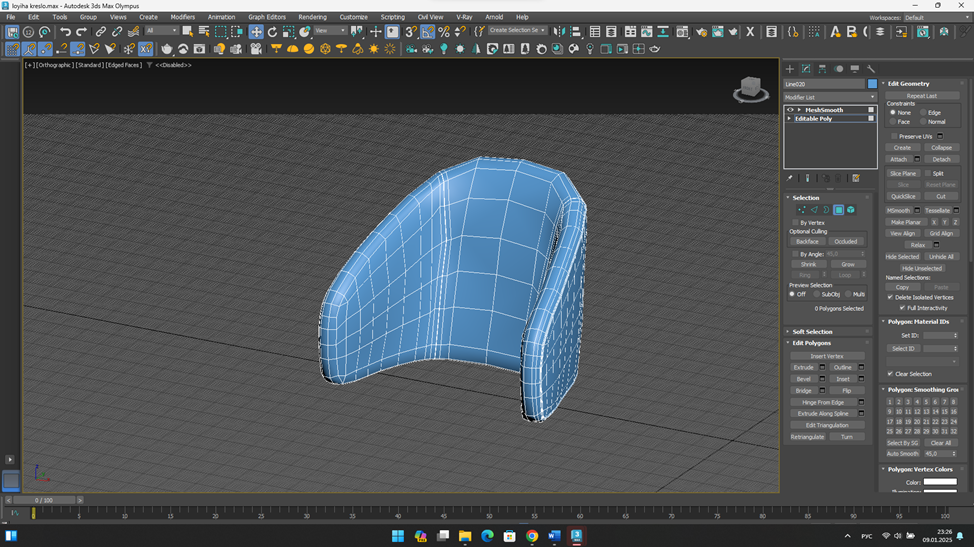 loyiha kreslo.max - Autodesk 3ds Max Olympus
File Edit Tools Group Views Create Modifiers Animation Graph Editors Rendering Customize Scripting Civil View V-Ray Arnold Help
Workspaces: Default
All View Create Selection Se
[+] [Orthographic] [Standard] [Edged Faces] <<Disabled>>
Line020
Modifier List
MeshSmooth
Editable Poly
Selection
By Vertex
Optional Culling
Backface Occluded
By Angle: 45,0
Shrink Grow
Ring Loop
Preview Selection
Off SubObj Multi
0 Polygons Selected
Soft Selection
Edit Polygons
Insert Vertex
Extrude Outline
Bevel Inset
Bridge Flip
Hinge From Edge
Extrude Along Spline
Edit Triangulation
Retriangulate Turn
Edit Geometry
Repeat Last
Constraints
None Edge
Face Normal
Preserve UVs
Create Collapse
Attach Detach
Slice Plane Split
Slice Reset Plane
QuickSlice Cut
MSmooth Tessellate
Make Planar X Y Z
View Align Grid Align
Relax
Hide Selected Unhide All
Hide Unselected
Named Selections:
Copy Paste
Delete Isolated Vertices
Full Interactivity
Polygon: Material IDs
Set ID:
Select ID
Clear Selection
Polygon: Smoothing Grou
1 2 3 4 5 6 7 8
9 10 11 12 13 14 15 16
17 18 19 20 21 22 23 24
25 26 27 28 29 30 31 32
Select By SG Clear All
Auto Smooth 45,0
Polygon: Vertex Colors
Color:
0 / 100
0 5 10 15 20 25 30 35 40 45 50 55 60 65 70 75 80 85 90 95 100
РУС
23:26
09.01.2025